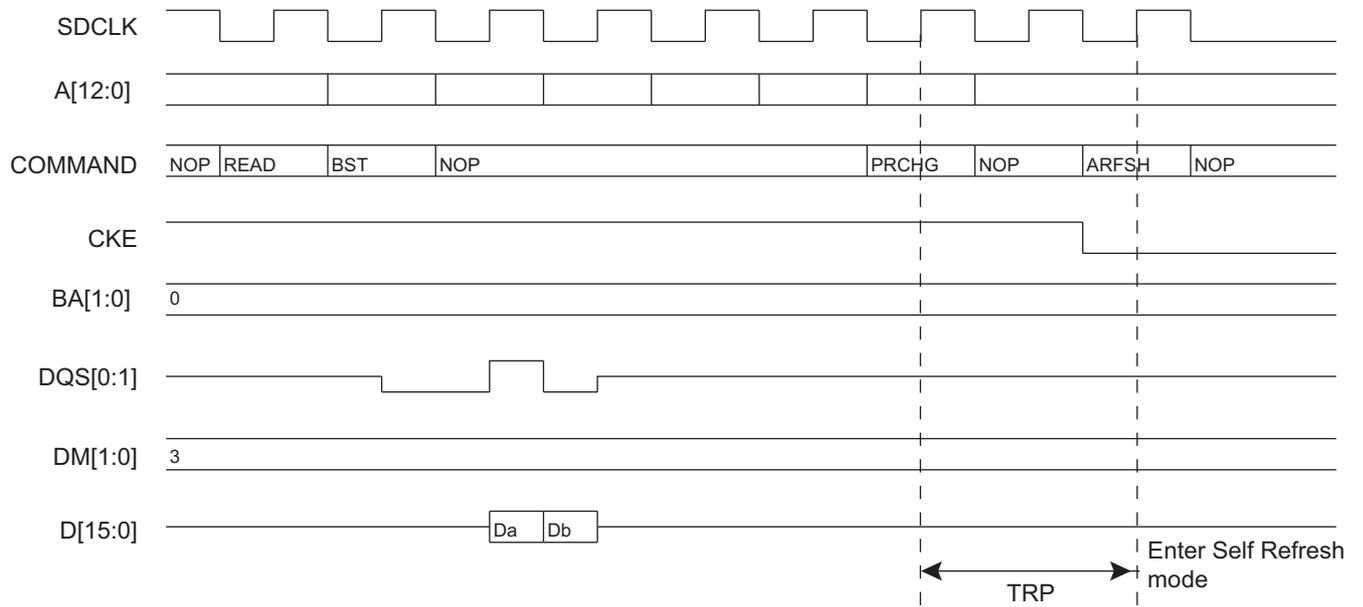 SDCLK
A[12:0]
COMMAND NOP READ BST NOP PRCHG NOP ARFSH NOP
CKE
BA[1:0] 0
DQS[0:1]
DM[1:0] 3
D[15:0] Da Db
Enter Self Refresh
mode
TRP